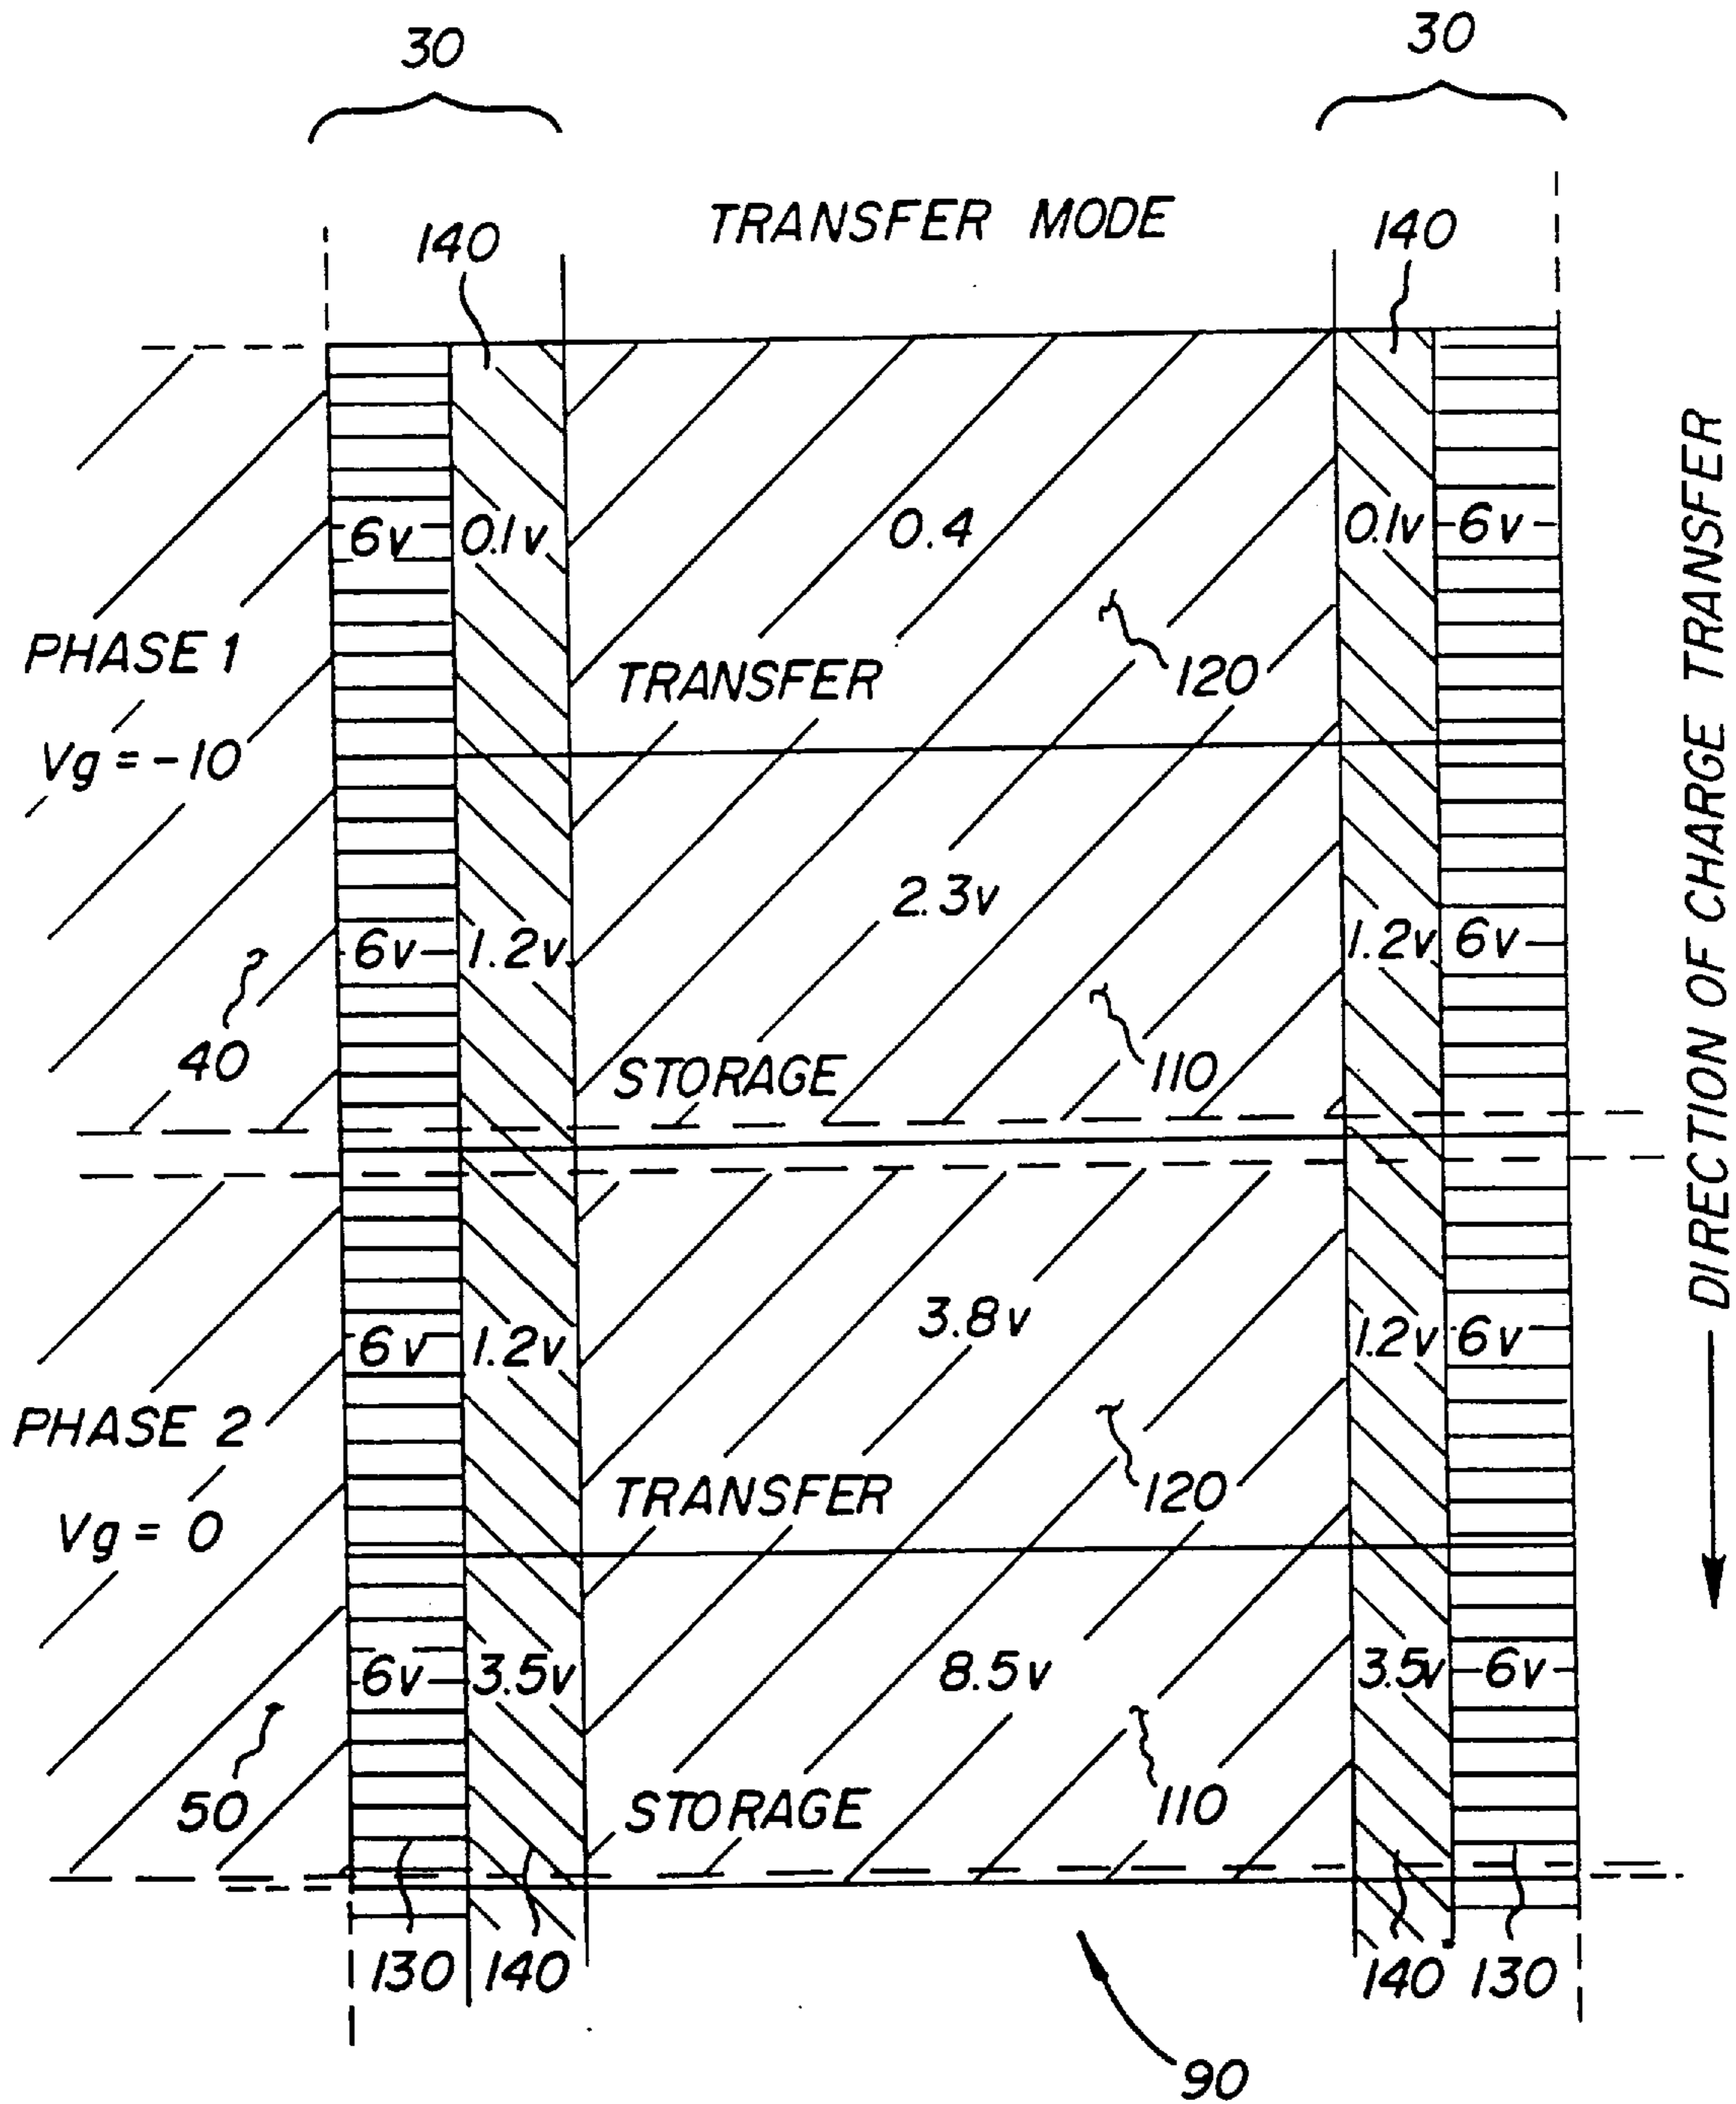 30 30
TRANSFER MODE
140 140
6v 0.1v 0.4 0.1v 6v
PHASE 1
TRANSFER 120
Vg = -10
2.3v
6v 1.2v 1.2v 6v
40 STORAGE 110
3.8v
6v 1.2v 1.2v 6v
PHASE 2
TRANSFER 120
Vg = 0
6v 3.5v 8.5v 3.5v 6v
50 STORAGE 110
130 140 140 130
90
DIRECTION OF CHARGE TRANSFER